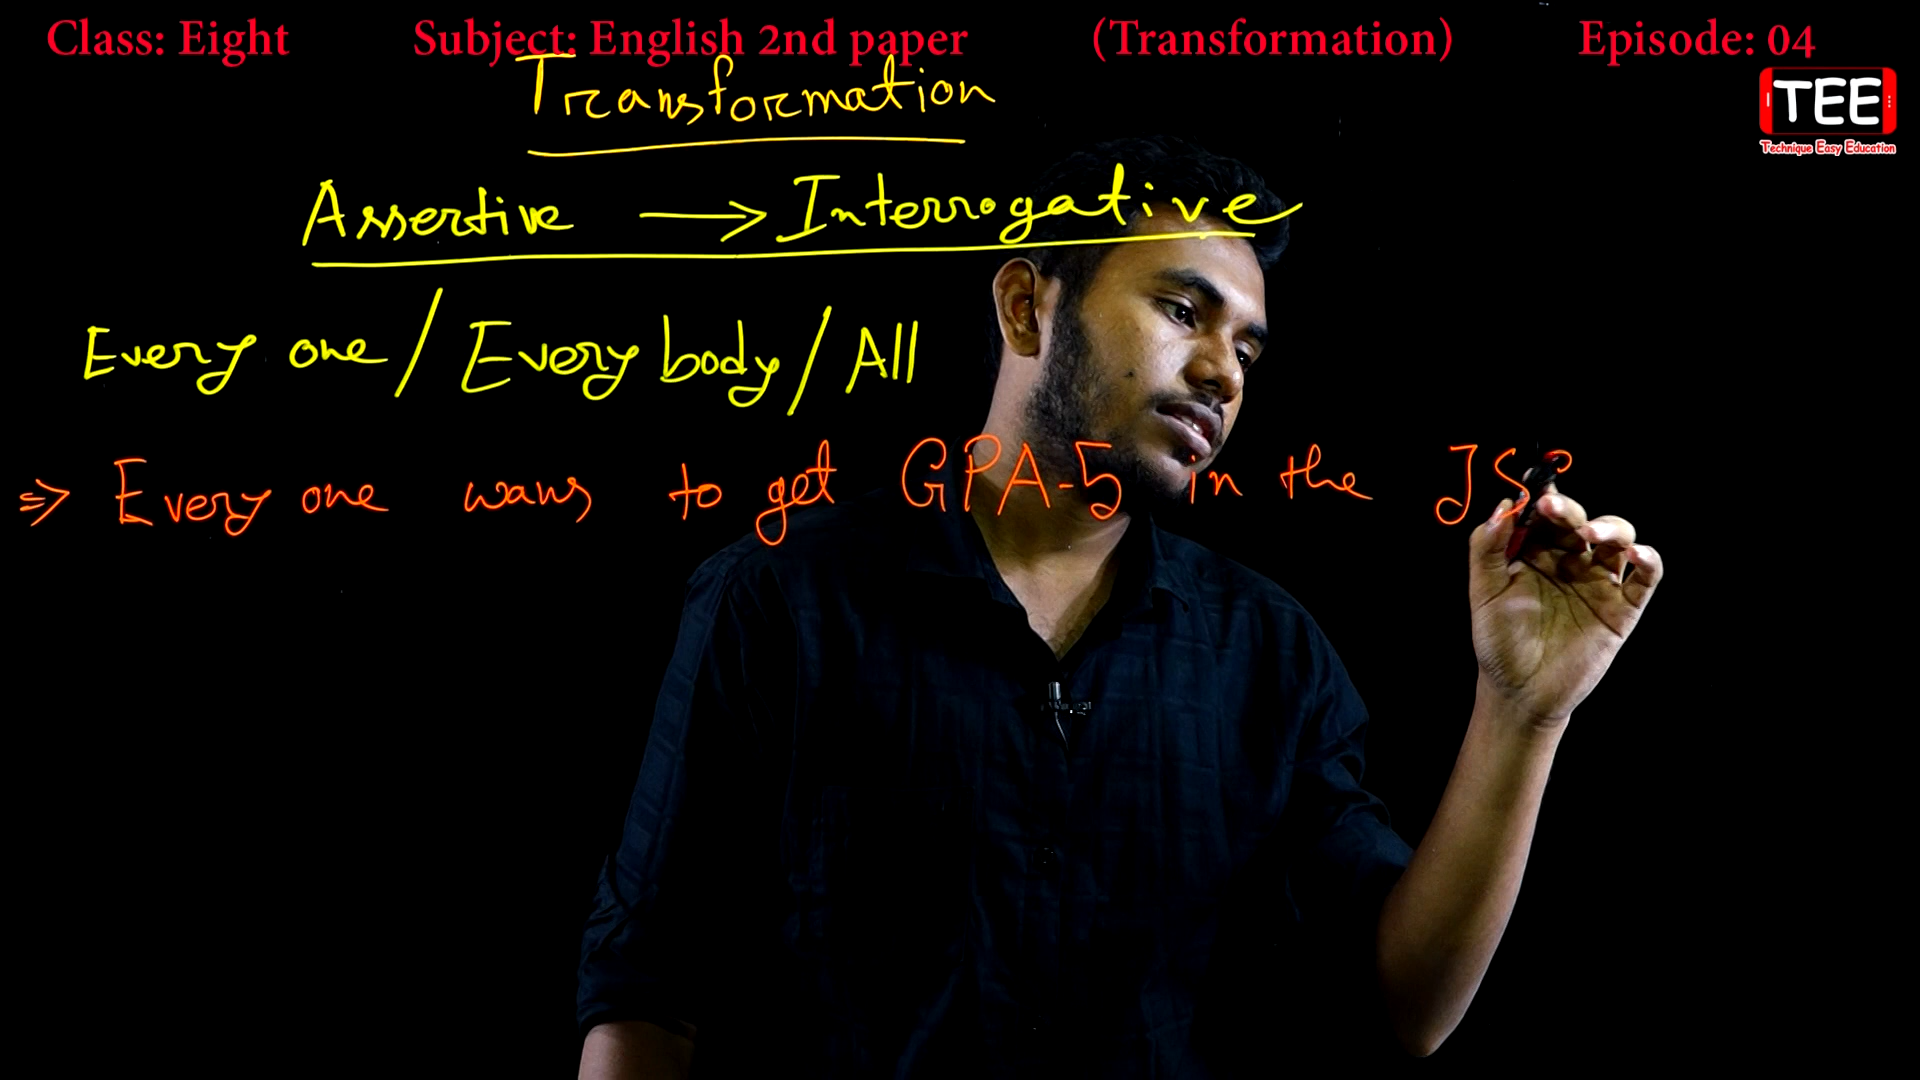 Class: Eight Subject: English 2nd paper (Transformation) Episode: 04
TEE
Technique Easy Education
Transformation
Assertive → Interrogative
Every one / Every body / All
⇒ Every one wans to get GPA-5 in the JS